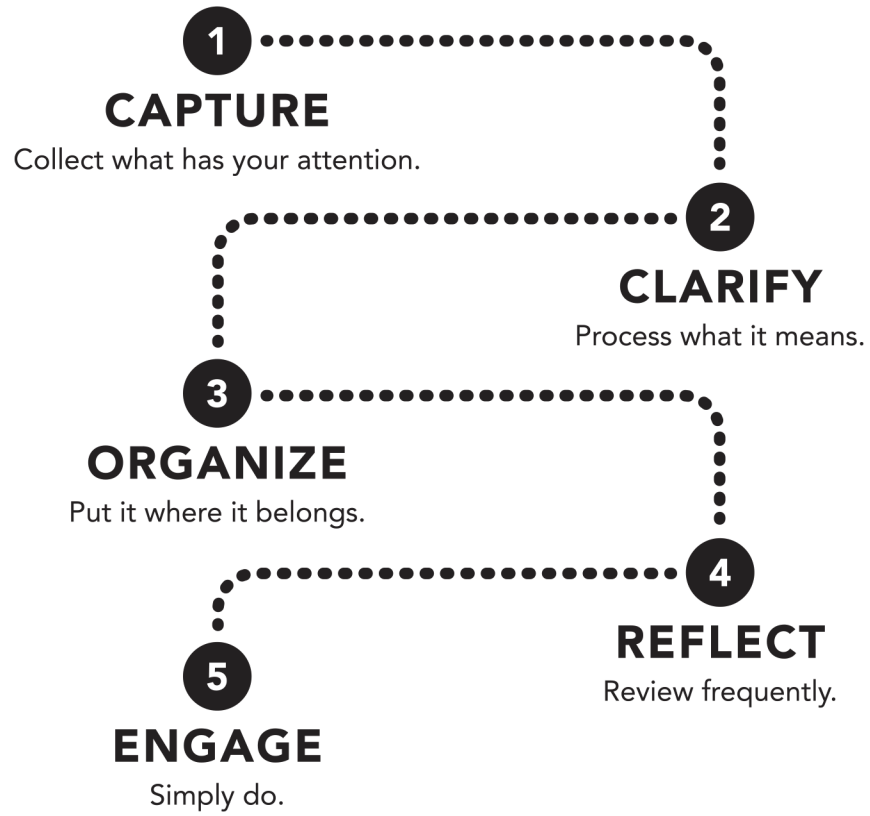 1
CAPTURE
Collect what has your attention.
2
CLARIFY
Process what it means.
3
ORGANIZE
Put it where it belongs.
4
REFLECT
Review frequently.
5
ENGAGE
Simply do.